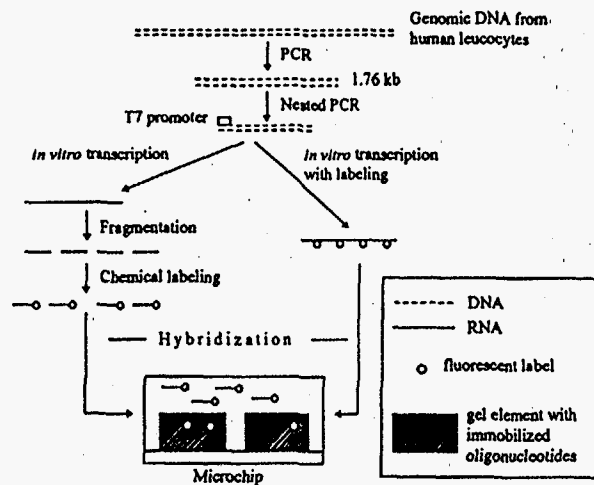 Genomic DNA from
human leucocytes
PCR
1.76 kb
Nested PCR
T7 promoter
in vitro transcription
in vitro transcription
with labeling
Fragmentation
Chemical labeling
Hybridization
DNA
RNA
fluorescent label
gel element with
immobilized
oligonucleotides
Microchip